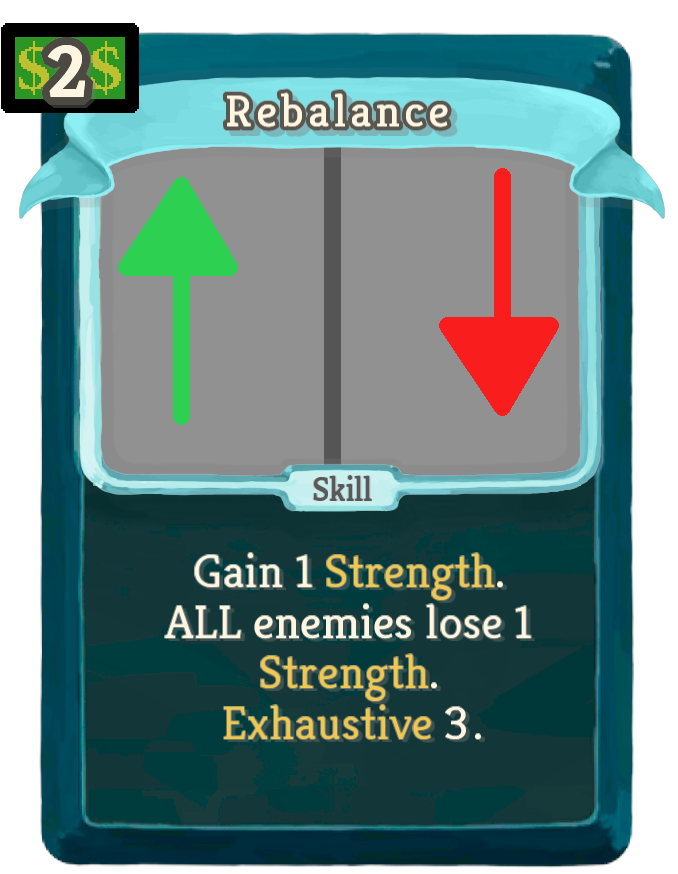 $2$
Rebalance
Skill
Gain 1 Strength.
ALL enemies lose 1
Strength.
Exhaustive 3.